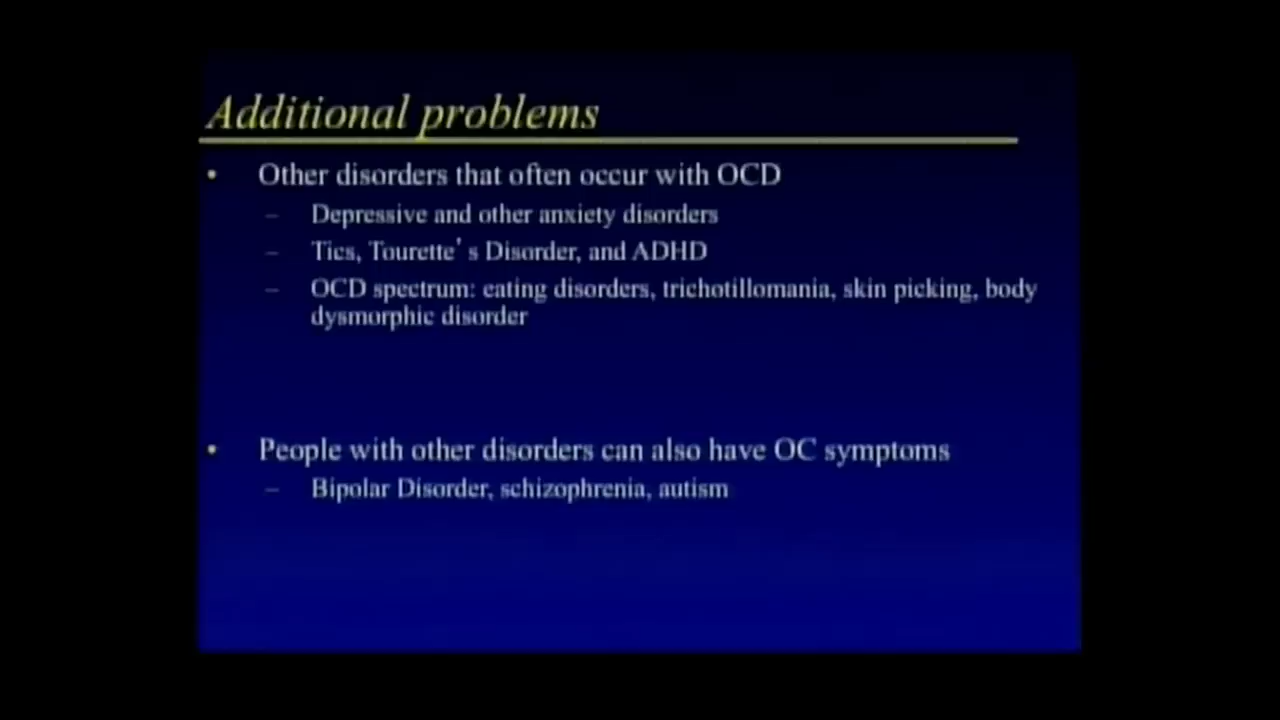 Additional problems
• Other disorders that often occur with OCD
– Depressive and other anxiety disorders
– Tics, Tourette's Disorder, and ADHD
– OCD spectrum: eating disorders, trichotillomania, skin picking, body
dysmorphic disorder
• People with other disorders can also have OC symptoms
– Bipolar Disorder, schizophrenia, autism